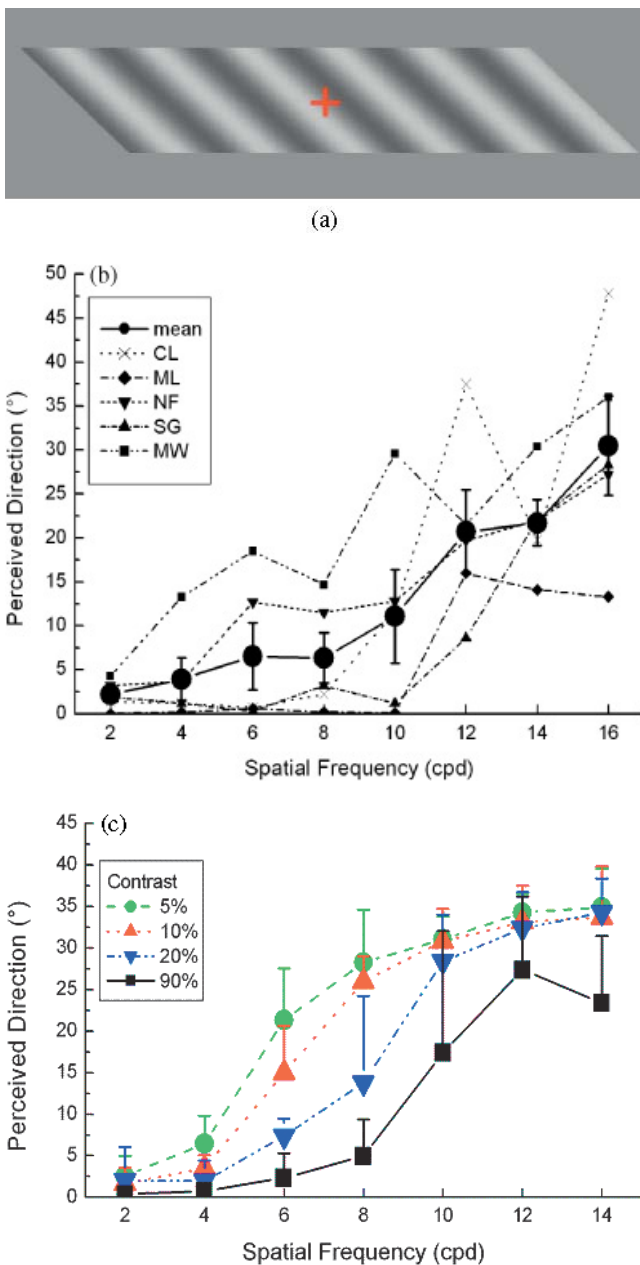 (a)
(b)
50
45
40
35
30
25
20
15
10
5
0
Perceived Direction (°)
mean
CL
ML
NF
SG
MW
2 4 6 8 10 12 14 16
Spatial Frequency (cpd)
(c)
45
40
35
30
25
20
15
10
5
0
Perceived Direction (°)
Contrast
5%
10%
20%
90%
2 4 6 8 10 12 14
Spatial Frequency (cpd)